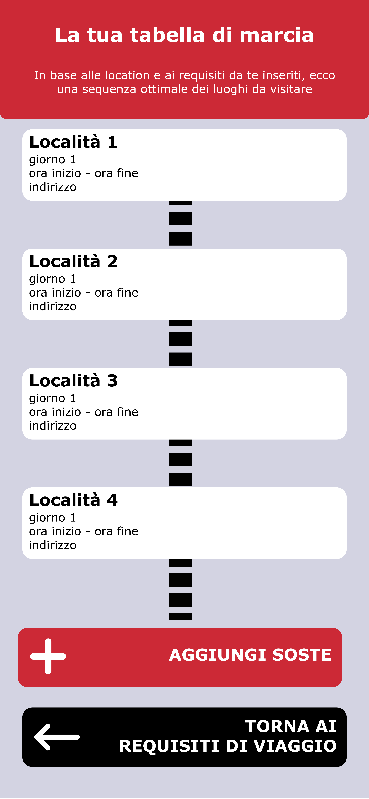 La tua tabella di marcia
In base alle location e ai requisiti da te inseriti, ecco
una sequenza ottimale dei luoghi da visitare
Località 1
giorno 1
ora inizio - ora fine
indirizzo
Località 2
giorno 1
ora inizio - ora fine
indirizzo
Località 3
giorno 1
ora inizio - ora fine
indirizzo
Località 4
giorno 1
ora inizio - ora fine
indirizzo
AGGIUNGI SOSTE
TORNA AI
REQUISITI DI VIAGGIO